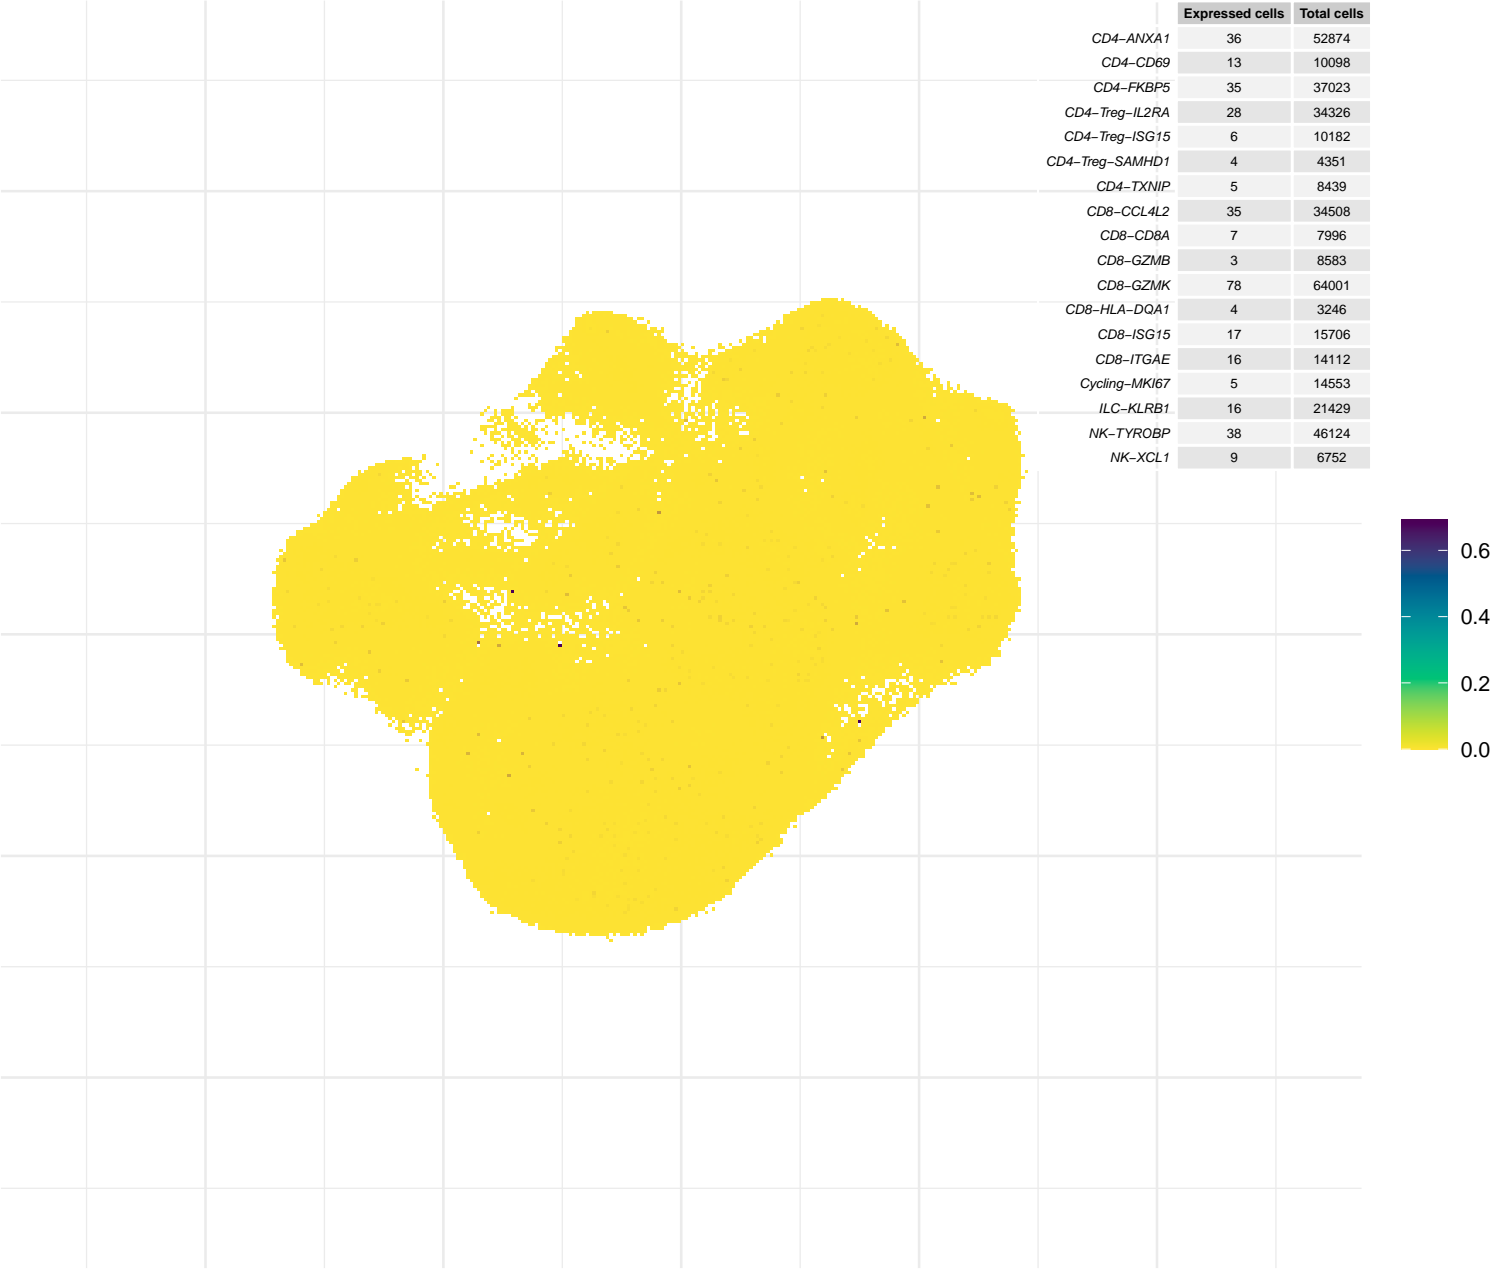 Expressed cells Total cells
CD4−ANXA1 36 52874
CD4−CD69 13 10098
CD4−FKBP5 35 37023
CD4−Treg−IL2RA 28 34326
CD4−Treg−ISG15 6 10182
CD4−Treg−SAMHD1 4 4351
CD4−TXNIP 5 8439
CD8−CCL4L2 35 34508
CD8−CD8A 7 7996
CD8−GZMB 3 8583
CD8−GZMK 78 64001
CD8−HLA−DQA1 4 3246
CD8−ISG15 17 15706
CD8−ITGAE 16 14112
Cycling−MKI67 5 14553
ILC−KLRB1 16 21429
NK−TYROBP 38 46124
NK−XCL1 9 6752
0.6
0.4
0.2
0.0